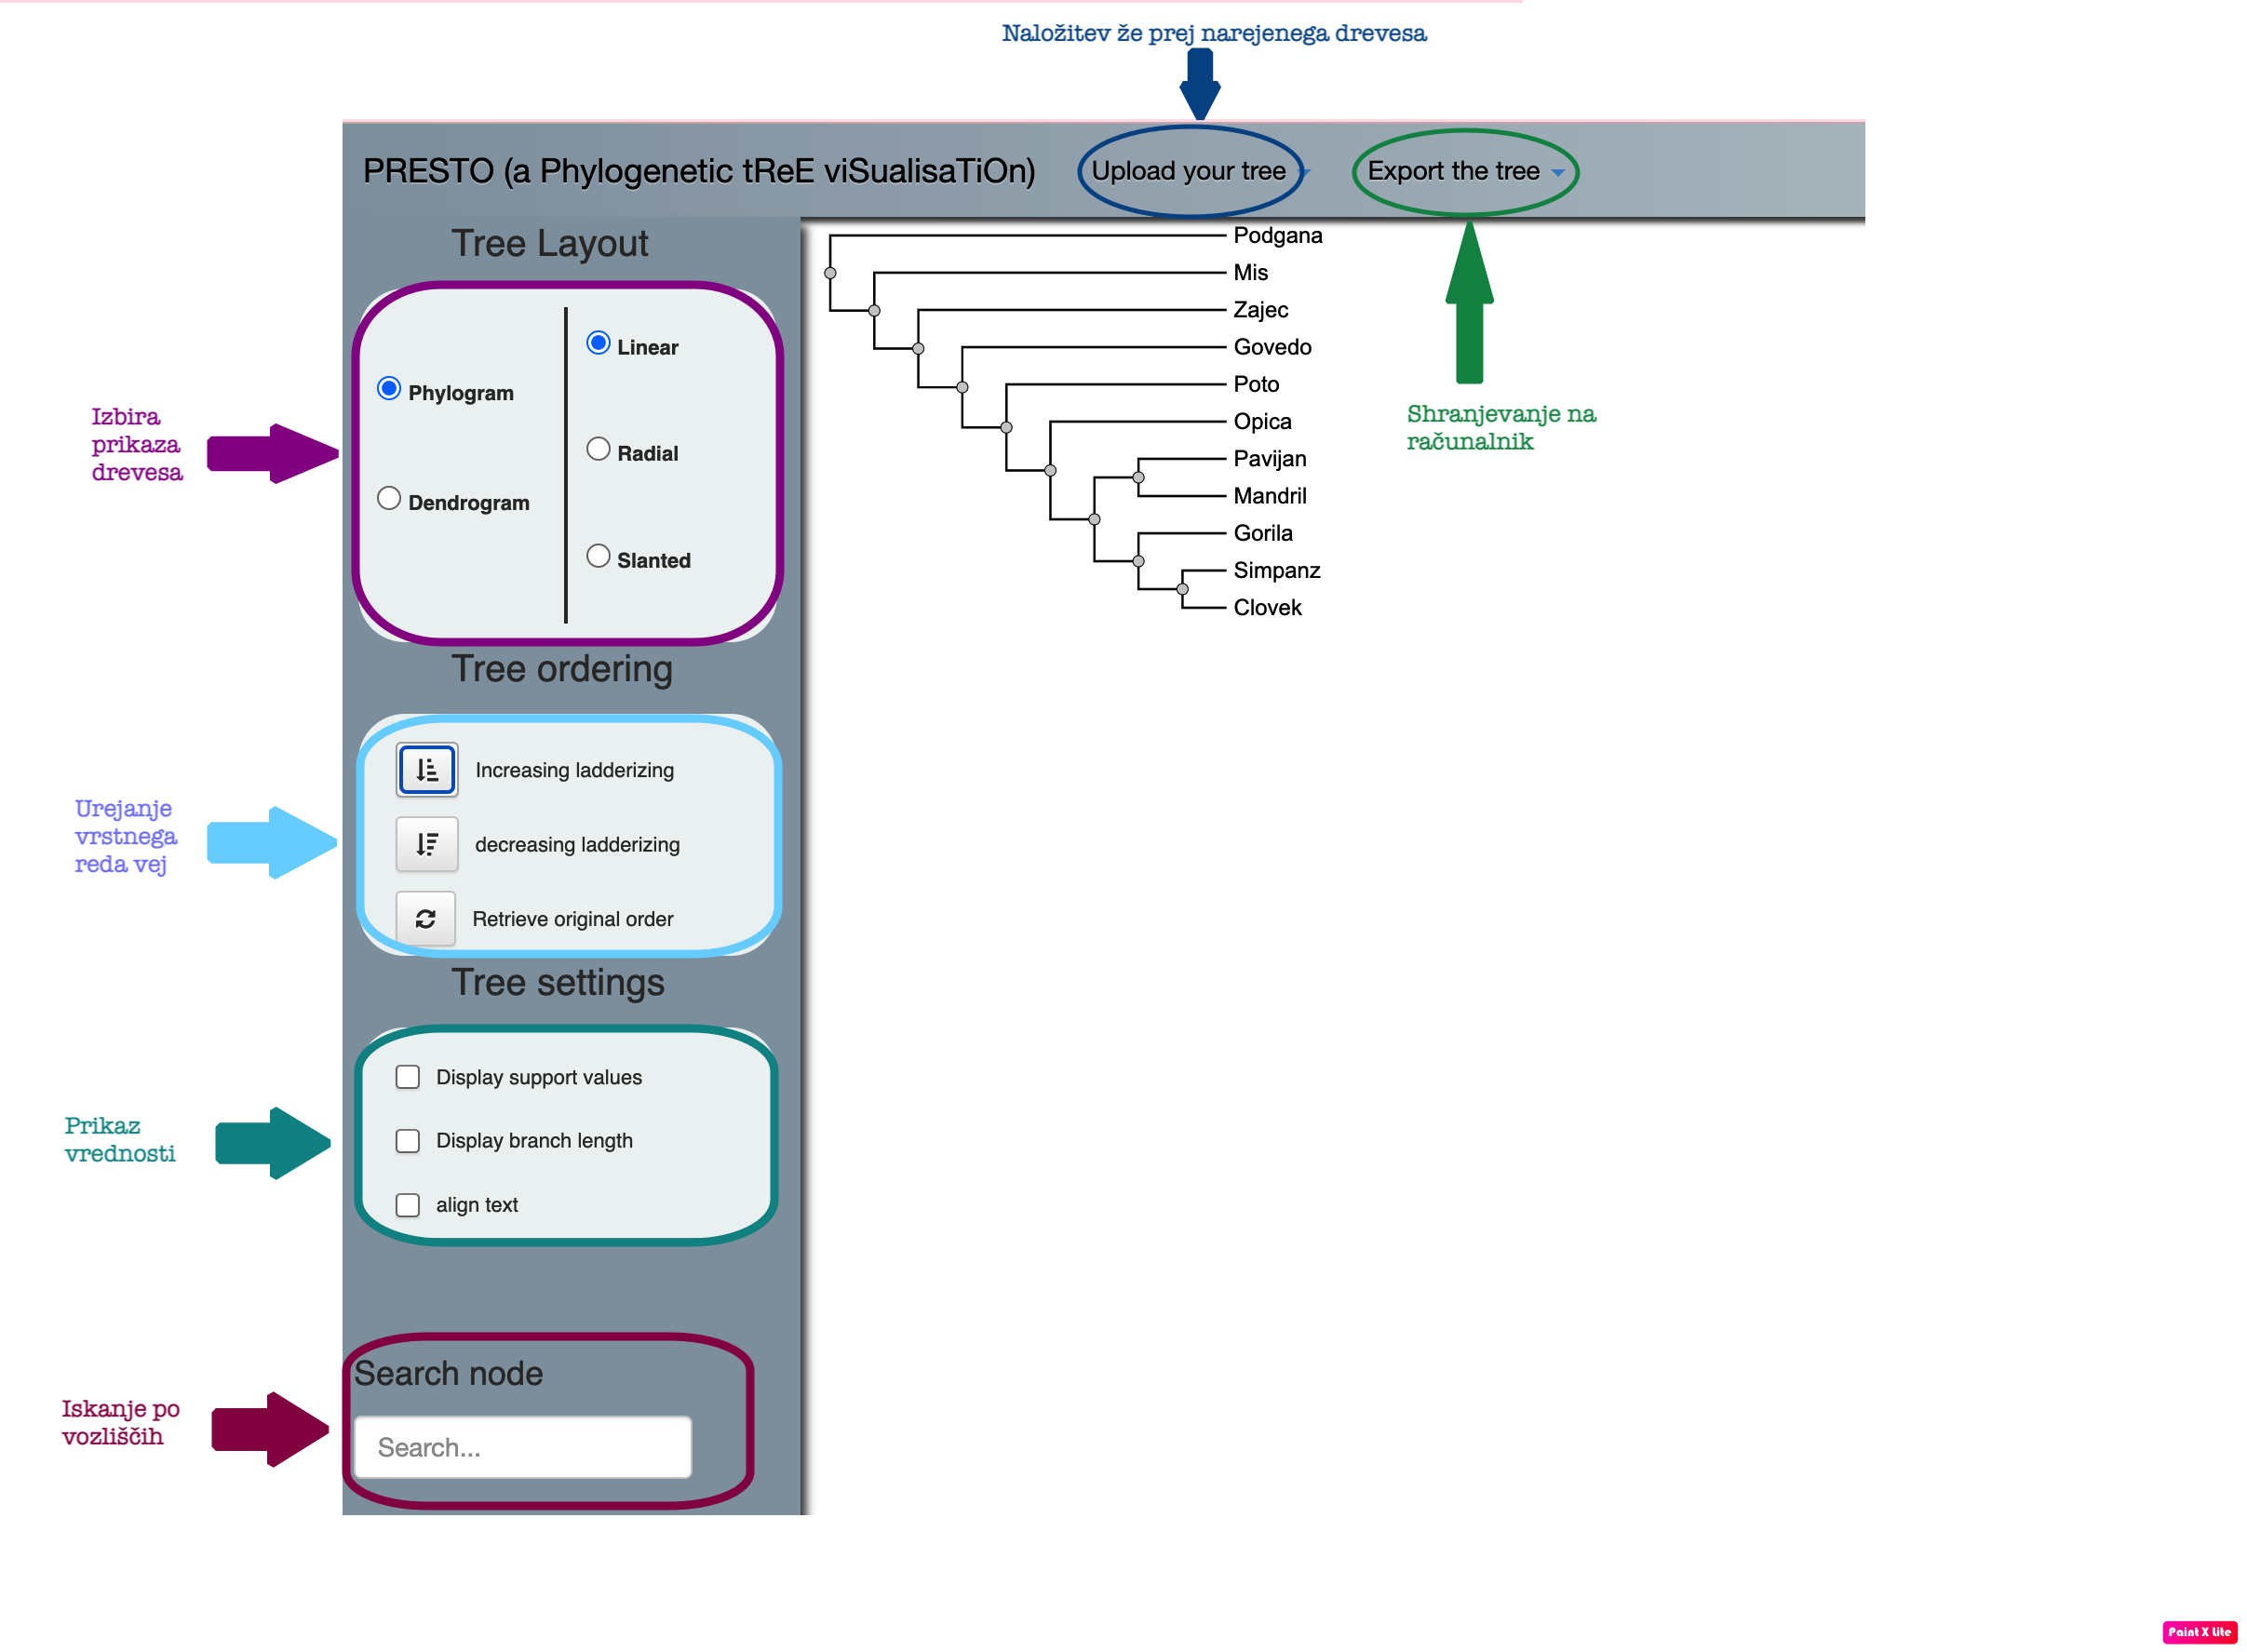 Naložitev že prej narejenega drevesa
PRESTO (a Phylogenetic tReE viSualisaTiOn)
Upload your tree
Export the tree
Tree Layout
Phylogram
Dendrogram
Linear
Radial
Slanted
Izbira
prikaza
drevesa
Tree ordering
Increasing ladderizing
decreasing ladderizing
Retrieve original order
Urejanje
vrstnega
reda vej
Tree settings
Display support values
Display branch length
align text
Prikaz
vrednosti
Search node
Search...
Iskanje po
vozliščih
Podgana
Mis
Zajec
Govedo
Poto
Opica
Pavijan
Mandril
Gorila
Simpanz
Clovek
Shranjevanje na
računalnik
Paint X Lite